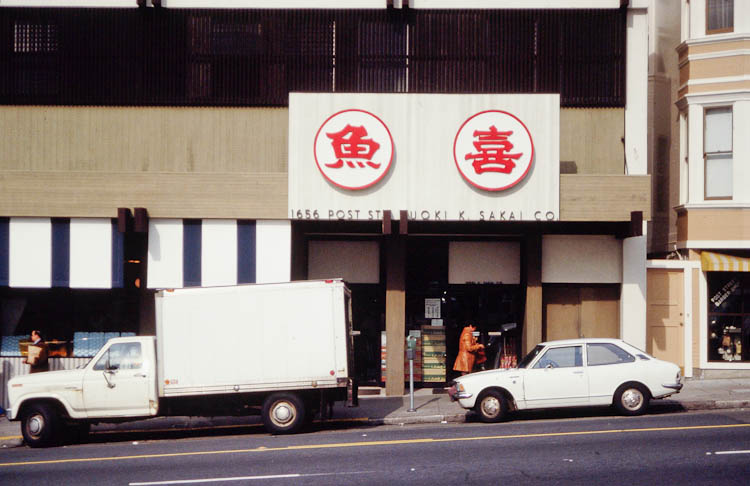 魚 喜
1656 POST ST. UOKI K. SAKAI CO